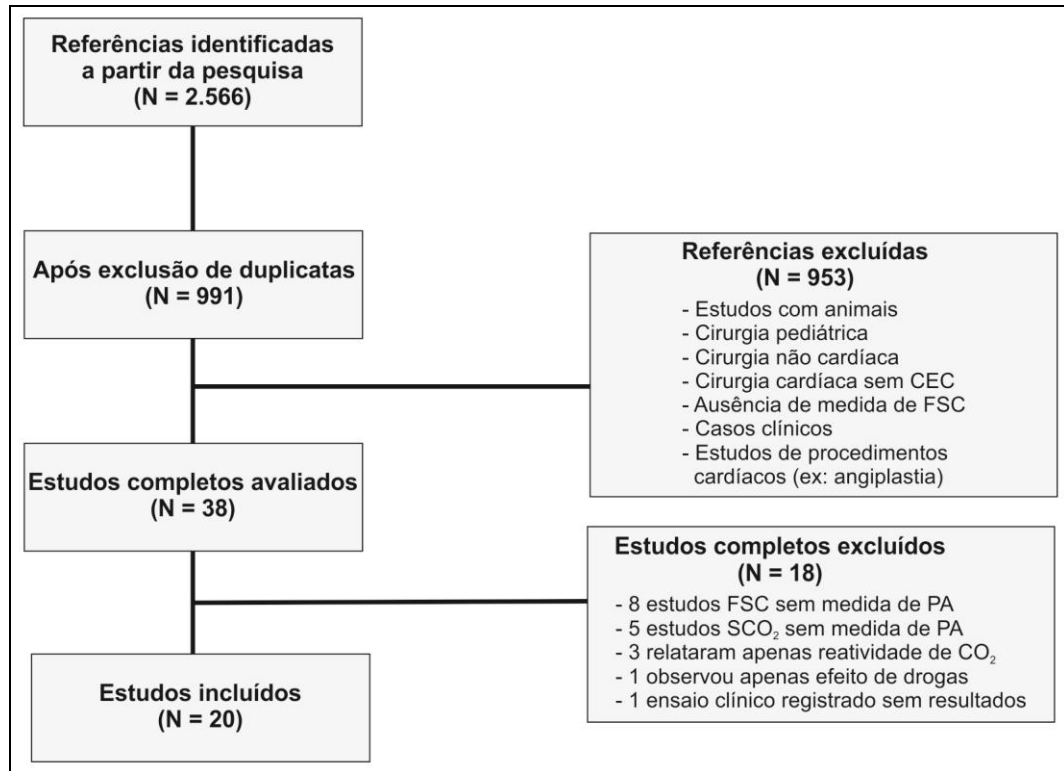 Referências identificadas
a partir da pesquisa
(N = 2.566)
Após exclusão de duplicatas
(N = 991)
Referências excluídas
(N = 953)
- Estudos com animais
- Cirurgia pediátrica
- Cirurgia não cardíaca
- Cirurgia cardíaca sem CEC
- Ausência de medida de FSC
- Casos clínicos
- Estudos de procedimentos
cardíacos (ex: angiplastia)
Estudos completos avaliados
(N = 38)
Estudos completos excluídos
(N = 18)
- 8 estudos FSC sem medida de PA
- 5 estudos SCO₂ sem medida de PA
- 3 relataram apenas reatividade de CO₂
- 1 observou apenas efeito de drogas
- 1 ensaio clínico registrado sem resultados
Estudos incluídos
(N = 20)